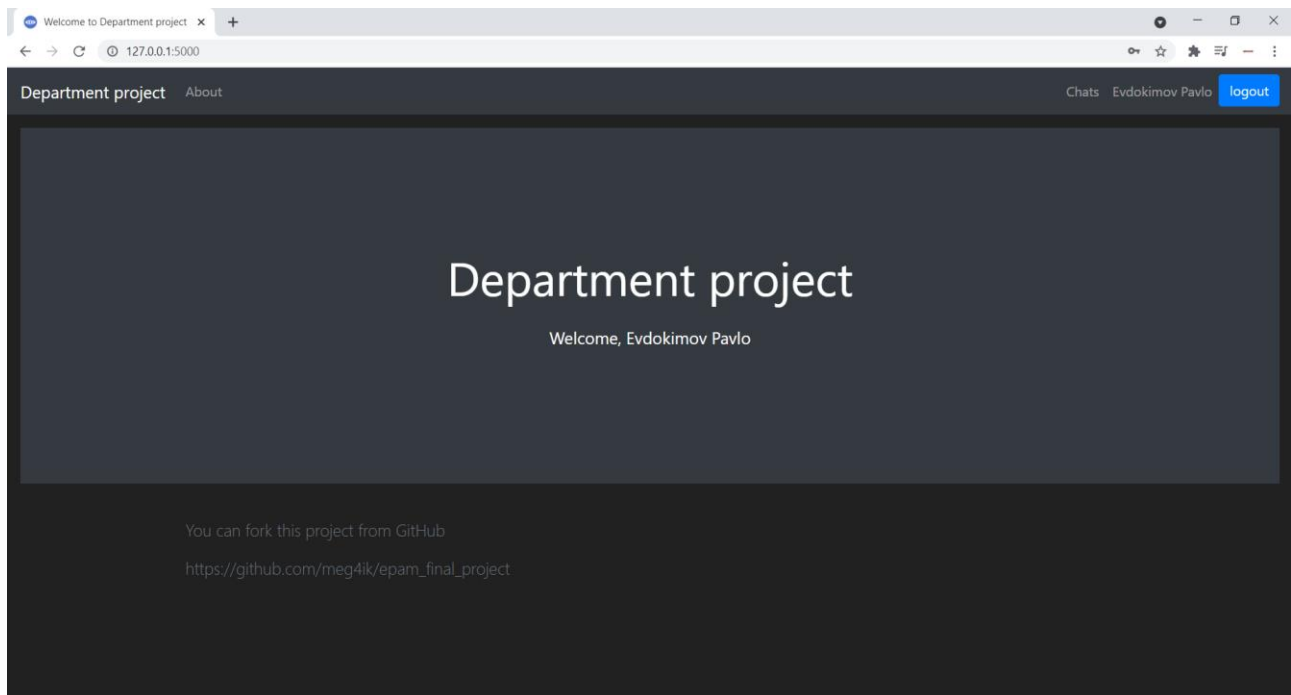 Welcome to Department project
127.0.0.1:5000
Department project About Chats Evdokimov Pavlo logout
Department project
Welcome, Evdokimov Pavlo
You can fork this project from GitHub
https://github.com/meg4ik/epam_final_project